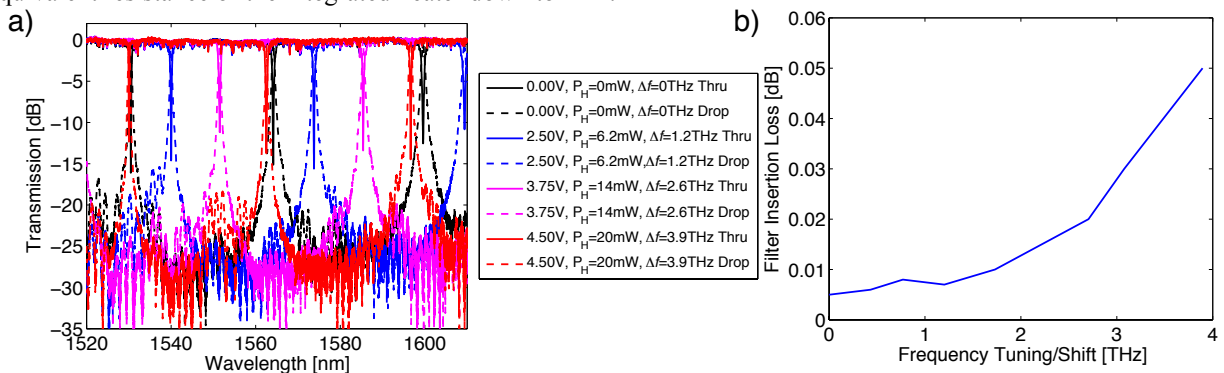 a)
0
−5
−10
−15
−20
−25
−30
−35
Transmission [dB]
1520 1540 1560 1580 1600
Wavelength [nm]
0.00V, P_H=0mW, Δf=0THz Thru
0.00V, P_H=0mW, Δf=0THz Drop
2.50V, P_H=6.2mW, Δf=1.2THz Thru
2.50V, P_H=6.2mW, Δf=1.2THz Drop
3.75V, P_H=14mW, Δf=2.6THz Thru
3.75V, P_H=14mW, Δf=2.6THz Drop
4.50V, P_H=20mW, Δf=3.9THz Thru
4.50V, P_H=20mW, Δf=3.9THz Drop
b)
0.06
0.05
0.04
0.03
0.02
0.01
0
Filter Insertion Loss [dB]
0 1 2 3 4
Frequency Tuning/Shift [THz]